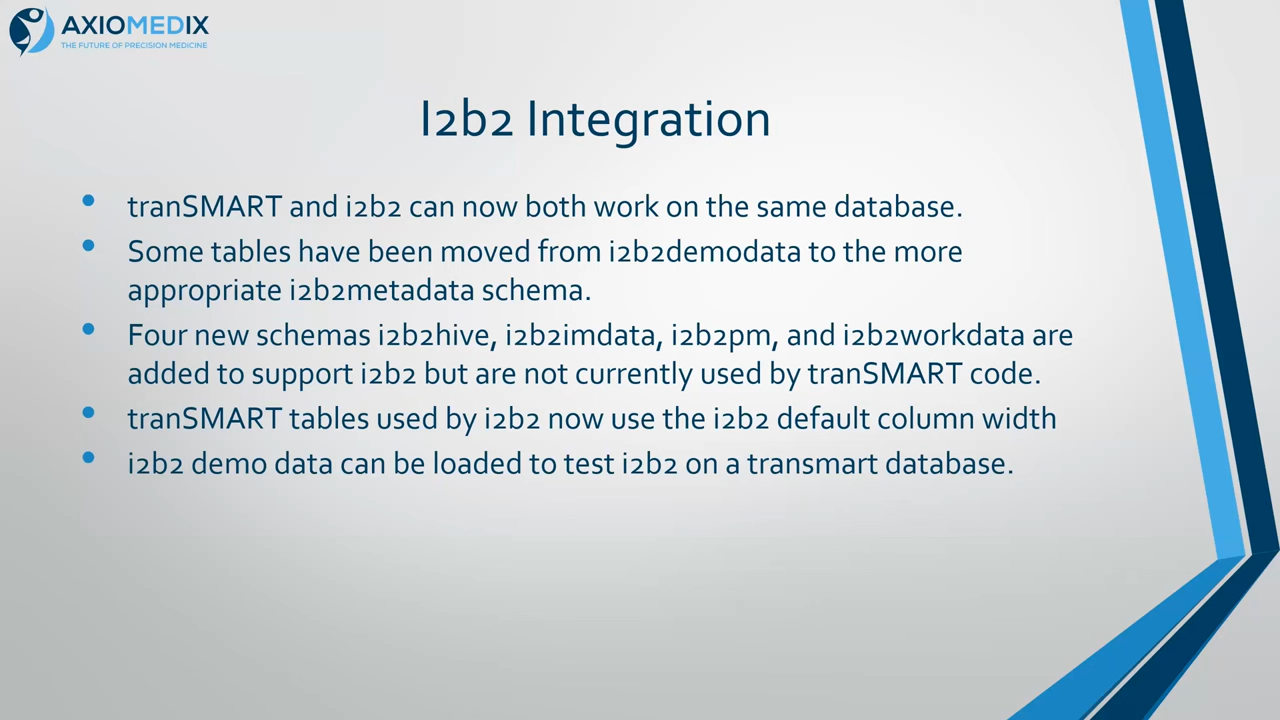 AXIOMEDIX
THE FUTURE OF PRECISION MEDICINE
I2b2 Integration
• tranSMART and i2b2 can now both work on the same database.
• Some tables have been moved from i2b2demodata to the more
appropriate i2b2metadata schema.
• Four new schemas i2b2hive, i2b2imdata, i2b2pm, and i2b2workdata are
added to support i2b2 but are not currently used by tranSMART code.
• tranSMART tables used by i2b2 now use the i2b2 default column width
• i2b2 demo data can be loaded to test i2b2 on a transmart database.